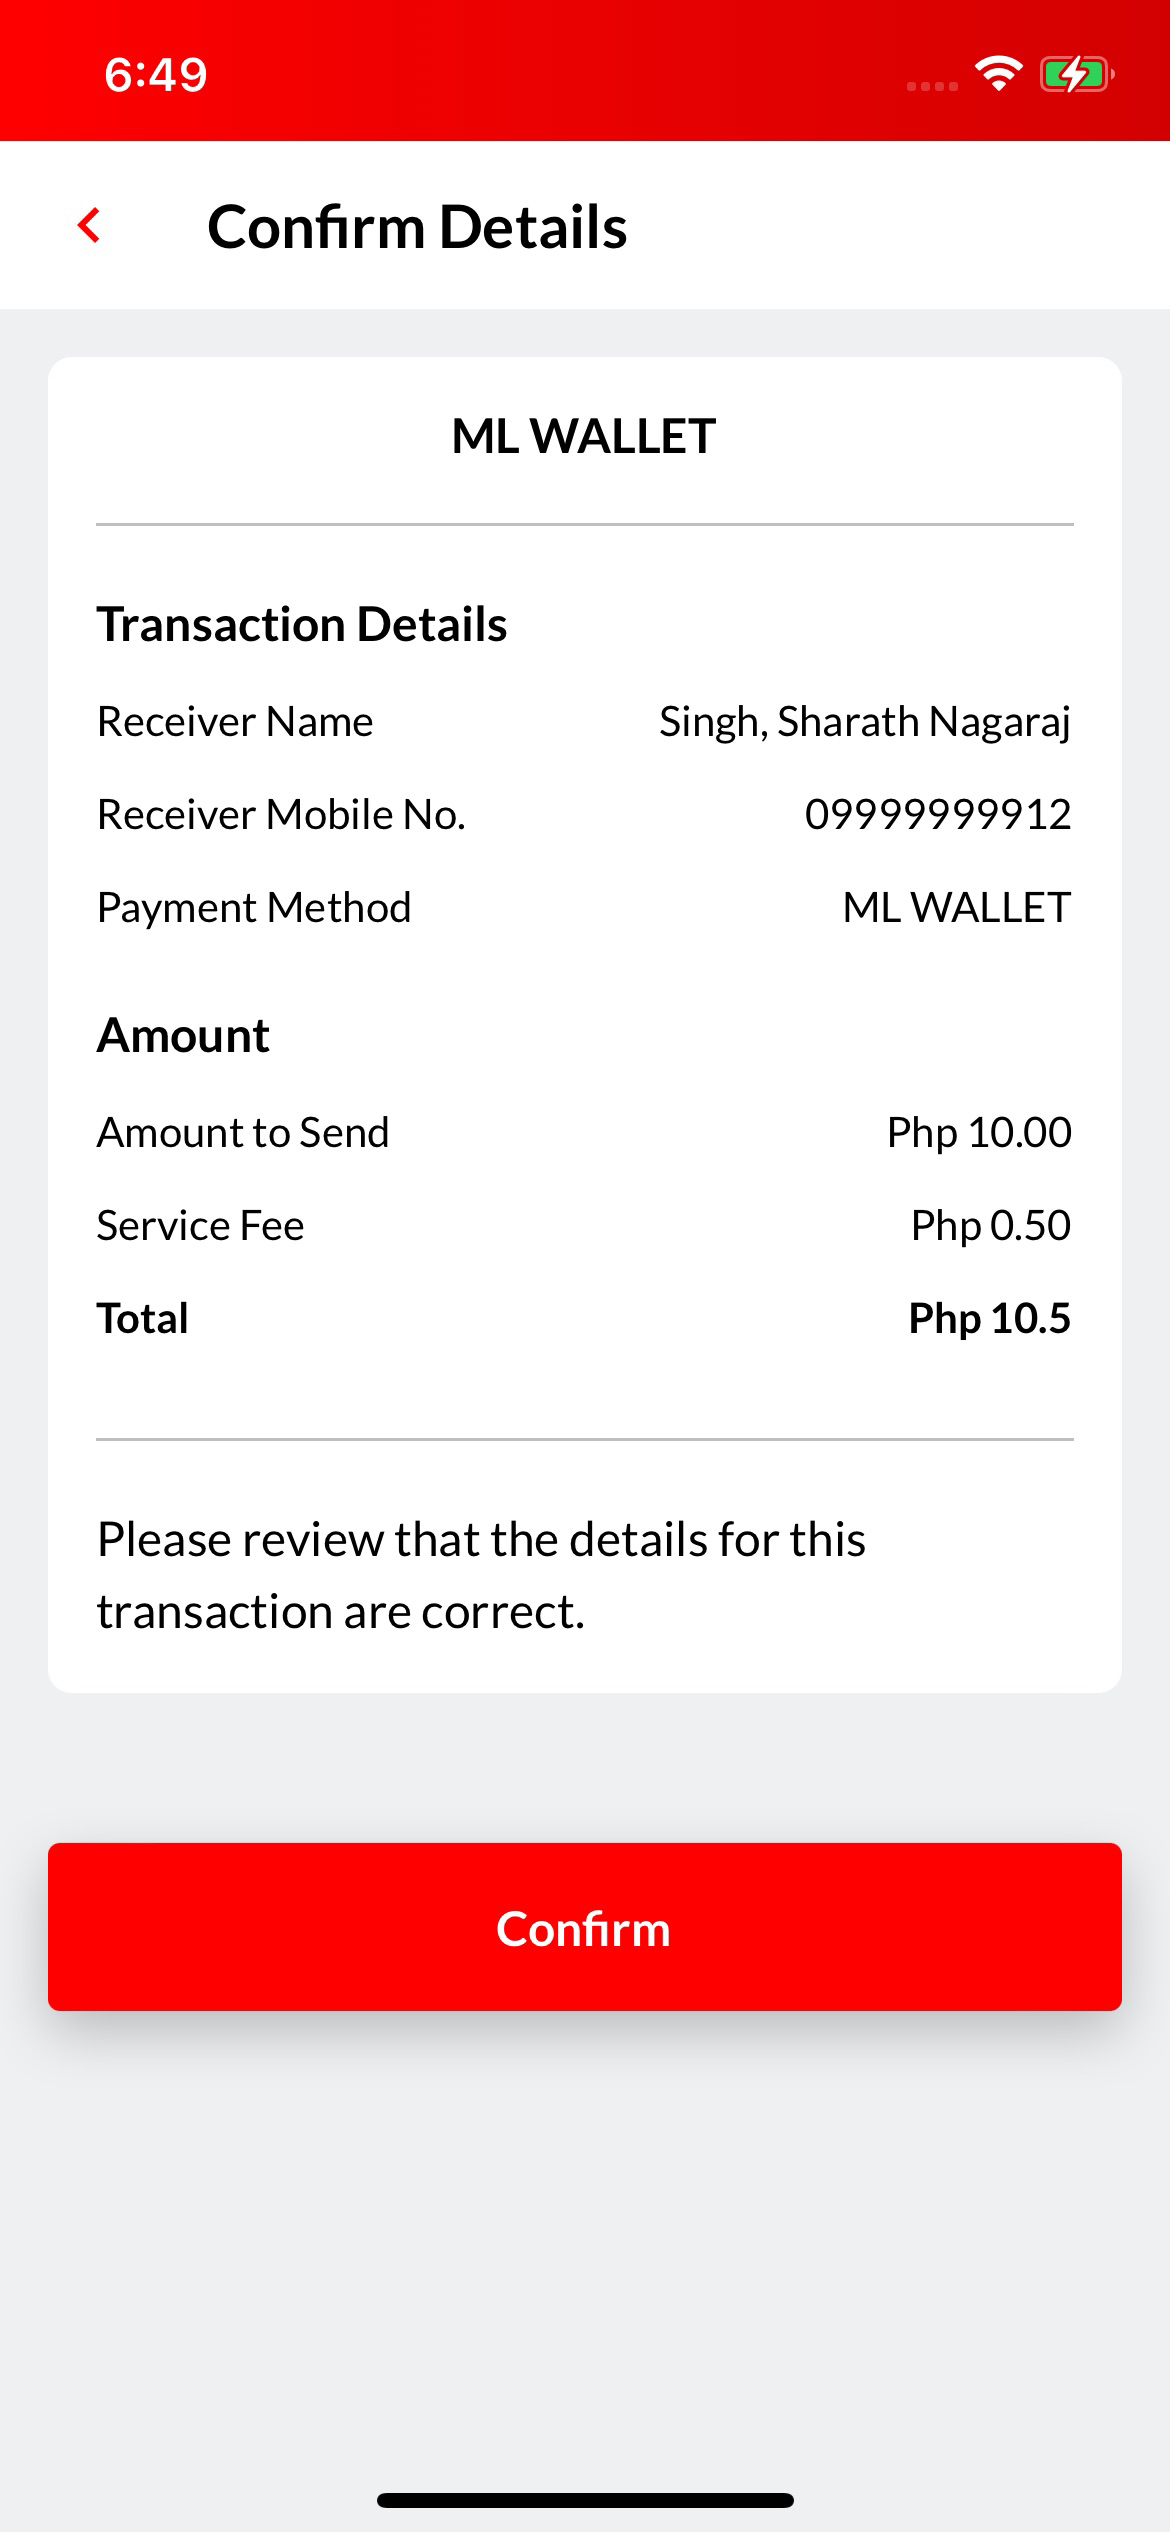 6:49
Confirm Details
ML WALLET
Transaction Details
Receiver Name Singh, Sharath Nagaraj
Receiver Mobile No. 09999999912
Payment Method ML WALLET
Amount
Amount to Send Php 10.00
Service Fee Php 0.50
Total Php 10.5
Please review that the details for this
transaction are correct.
Confirm